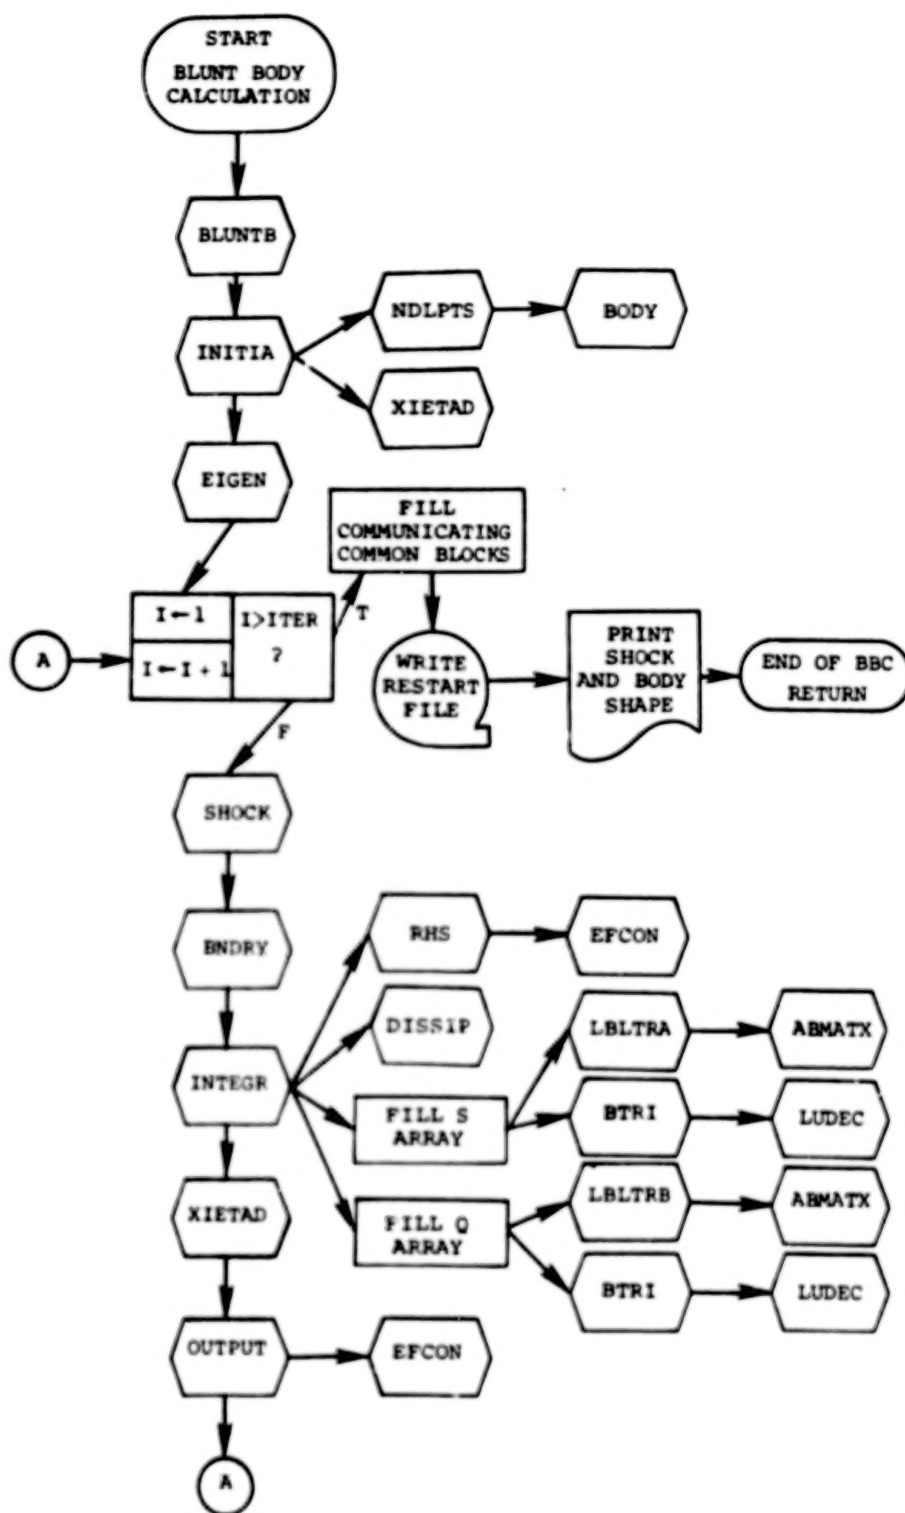 START
BLUNT BODY
CALCULATION
BLUNTB
NDLPTS
BODY
INITIA
XIETAD
EIGEN
FILL
COMMUNICATING
COMMON BLOCKS
I←1
I>ITER
?
T
A
I←I + 1
WRITE
RESTART
FILE
PRINT
SHOCK
AND BODY
SHAPE
END OF BBC
RETURN
F
SHOCK
BNDRY
RHS
EFCON
DISSIP
LBLTRA
ABMATX
INTEGR
FILL S
ARRAY
BTRI
LUDEC
XIETAD
FILL Q
ARRAY
LBLTRB
ABMATX
BTRI
LUDEC
OUTPUT
EFCON
A